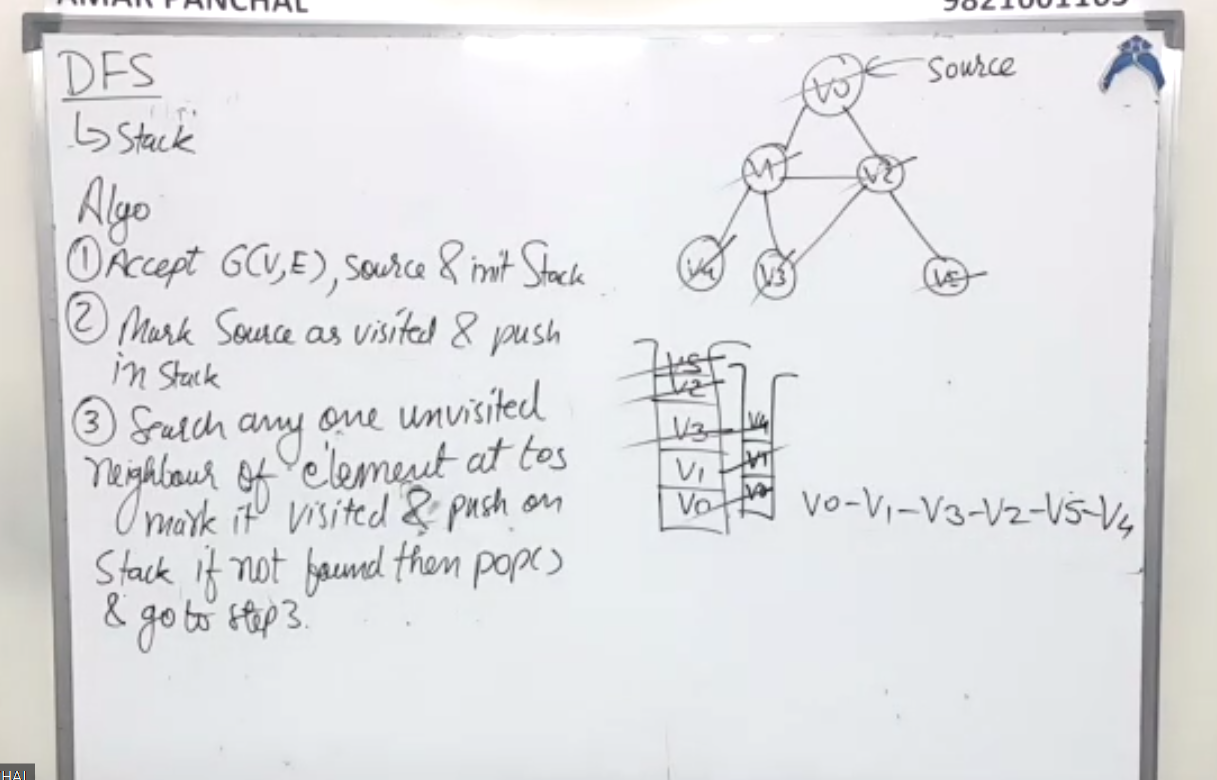 AMAR PANCHAL
9821601163
DFS
↳ Stack
Algo
① Accept G(V,E), source & init Stack
② Mark Source as visited & push
in Stack
③ Search any one unvisited
neighbour of element at tos
mark it visited & push on
Stack if not found then pop()
& go to step 3.
V0 ← Source
V1 V2
V4 V3 V5
V5
V2
V3 V4
V1 V1
V0 V0
V0-V1-V3-V2-V5-V4
HAL